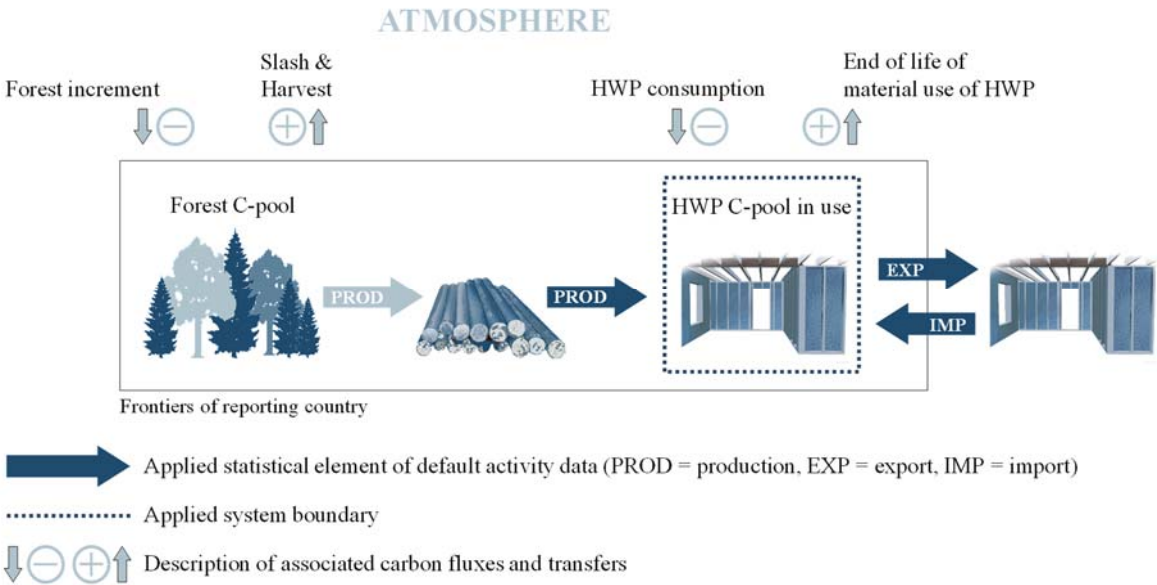 ATMOSPHERE
Forest increment
Slash &
Harvest
HWP consumption
End of life of
material use of HWP
Forest C-pool
HWP C-pool in use
PROD
PROD
EXP
IMP
Frontiers of reporting country
Applied statistical element of default activity data (PROD = production, EXP = export, IMP = import)
Applied system boundary
Description of associated carbon fluxes and transfers